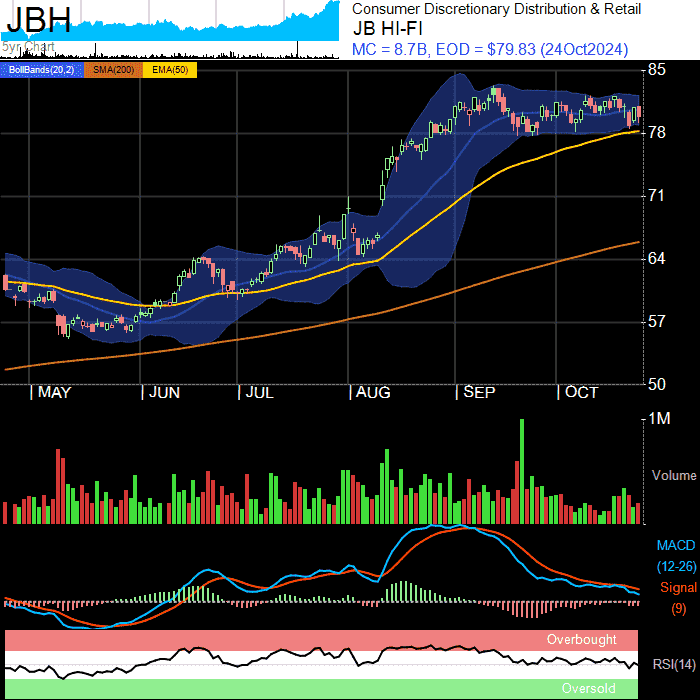 JBH
5yr Chart
Consumer Discretionary Distribution & Retail
JB HI-FI
MC = 8.7B, EOD = $79.83 (24Oct2024)
BollBands(20,2) SMA(200) EMA(50)
85
78
71
64
57
50
MAY JUN JUL AUG SEP OCT
1M
Volume
MACD
(12-26)
Signal
(9)
Overbought
RSI(14)
Oversold